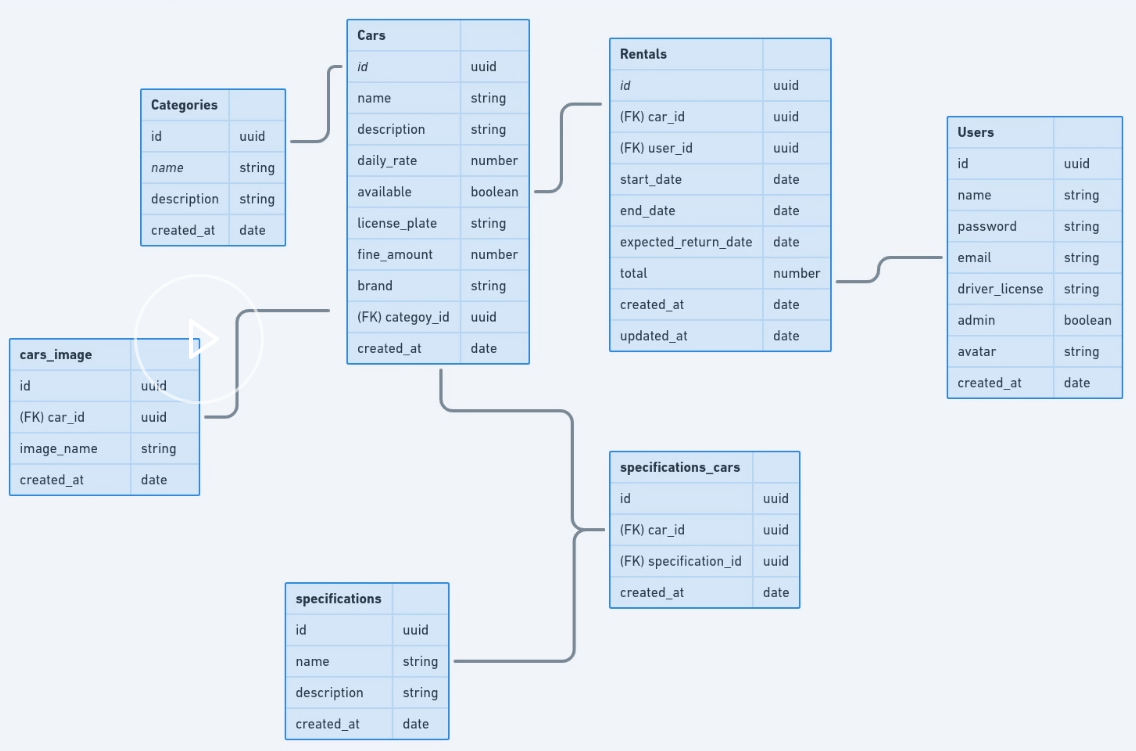 Categories
id uuid
name string
description string
created_at date
Cars
id uuid
name string
description string
daily_rate number
available boolean
license_plate string
fine_amount number
brand string
(FK) categoy_id uuid
created_at date
Rentals
id uuid
(FK) car_id uuid
(FK) user_id uuid
start_date date
end_date date
expected_return_date date
total number
created_at date
updated_at date
Users
id uuid
name string
password string
email string
driver_license string
admin boolean
avatar string
created_at date
cars_image
id uuid
(FK) car_id uuid
image_name string
created_at date
specifications_cars
id uuid
(FK) car_id uuid
(FK) specification_id uuid
created_at date
specifications
id uuid
name string
description string
created_at date